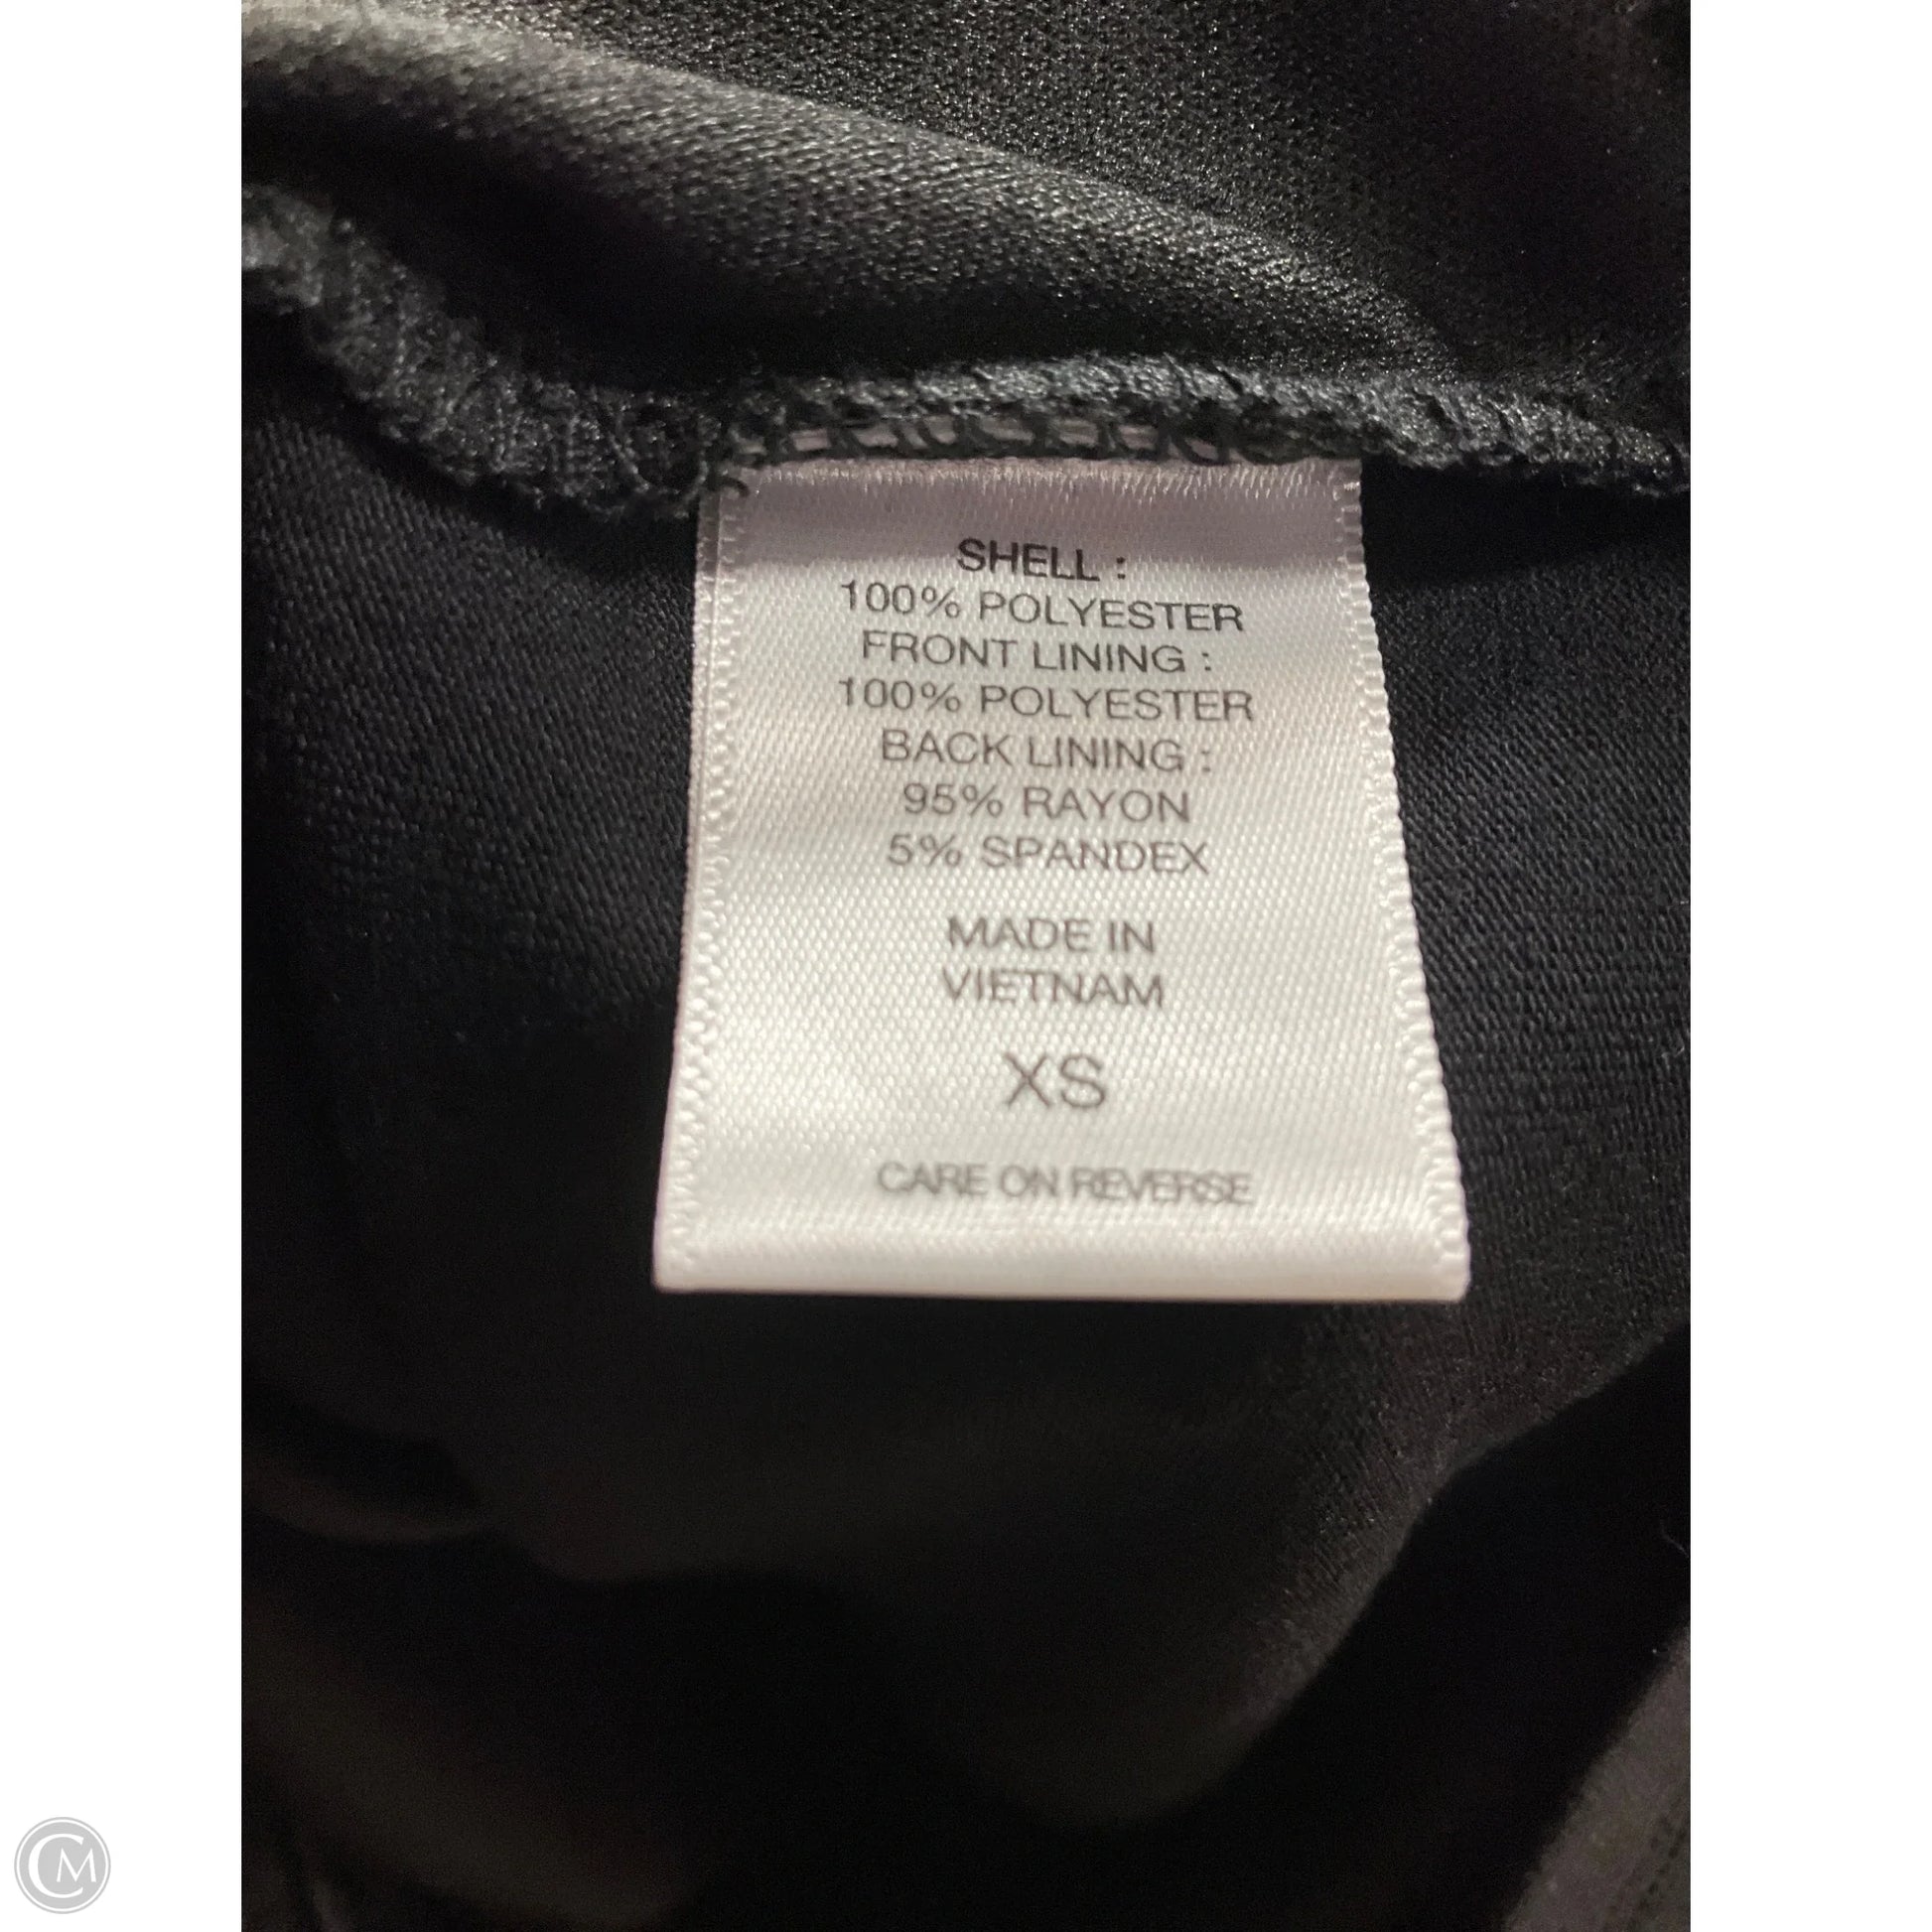 SHELL :
100% POLYESTER
FRONT LINING :
100% POLYESTER
BACK LINING :
95% RAYON
5% SPANDEX
MADE IN
VIETNAM
XS
CARE ON REVERSE
CM